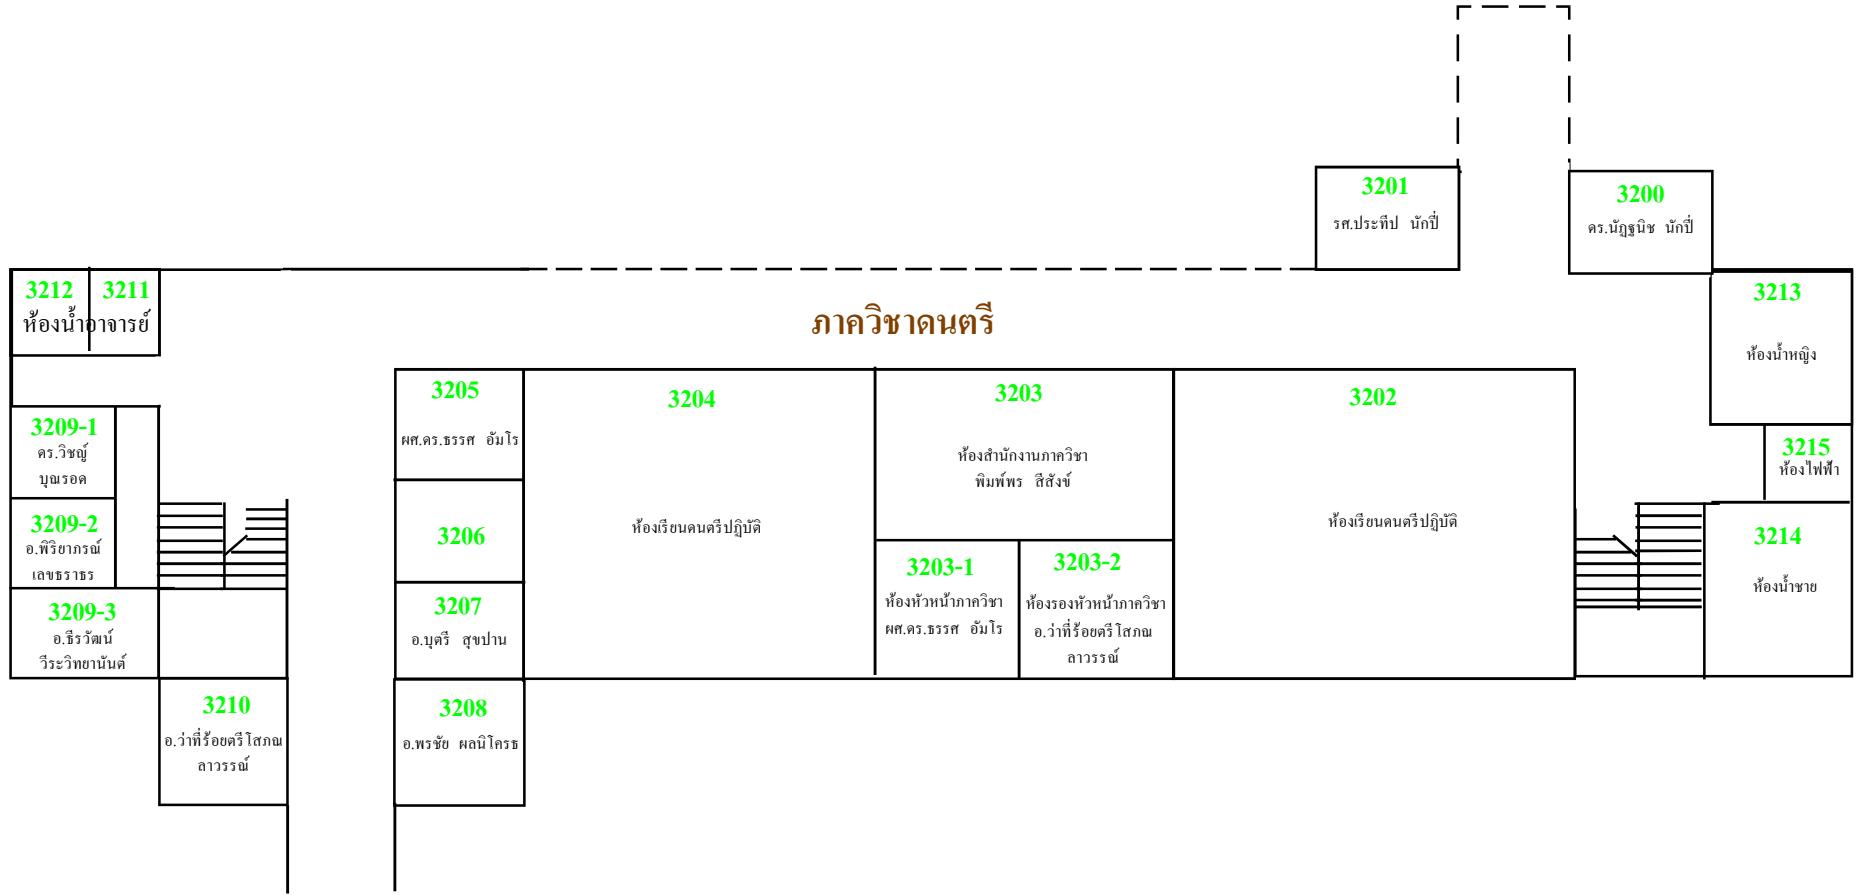 3201
รศ.ประทีป นักปี่
3200
ดร.นัฏฐนิช นักปี่
3212
3211
ห้องน้ำอาจารย์
ภาควิชาดนตรี
3213
ห้องน้ำหญิง
3205
ผศ.ดร.ธรรศ อัมโร
3204
ห้องเรียนดนตรีปฏิบัติ
3203
ห้องสำนักงานภาควิชา
พิมพ์พร สีสังข์
3202
ห้องเรียนดนตรีปฏิบัติ
3209-1
ดร.วิชญ์
บุณรอด
3215
ห้องไฟฟ้า
3209-2
อ.พิริยาภรณ์
เลขธราธร
3206
3214
ห้องน้ำชาย
3203-1
ห้องหัวหน้าภาควิชา
ผศ.ดร.ธรรศ อัมโร
3203-2
ห้องรองหัวหน้าภาควิชา
อ.ว่าที่ร้อยตรีโสภณ
ลาวรรณ์
3209-3
อ.ธีรวัฒน์
วีระวิทยานันต์
3207
อ.บุตรี สุขปาน
3210
อ.ว่าที่ร้อยตรีโสภณ
ลาวรรณ์
3208
อ.พรชัย ผลนิโครธ